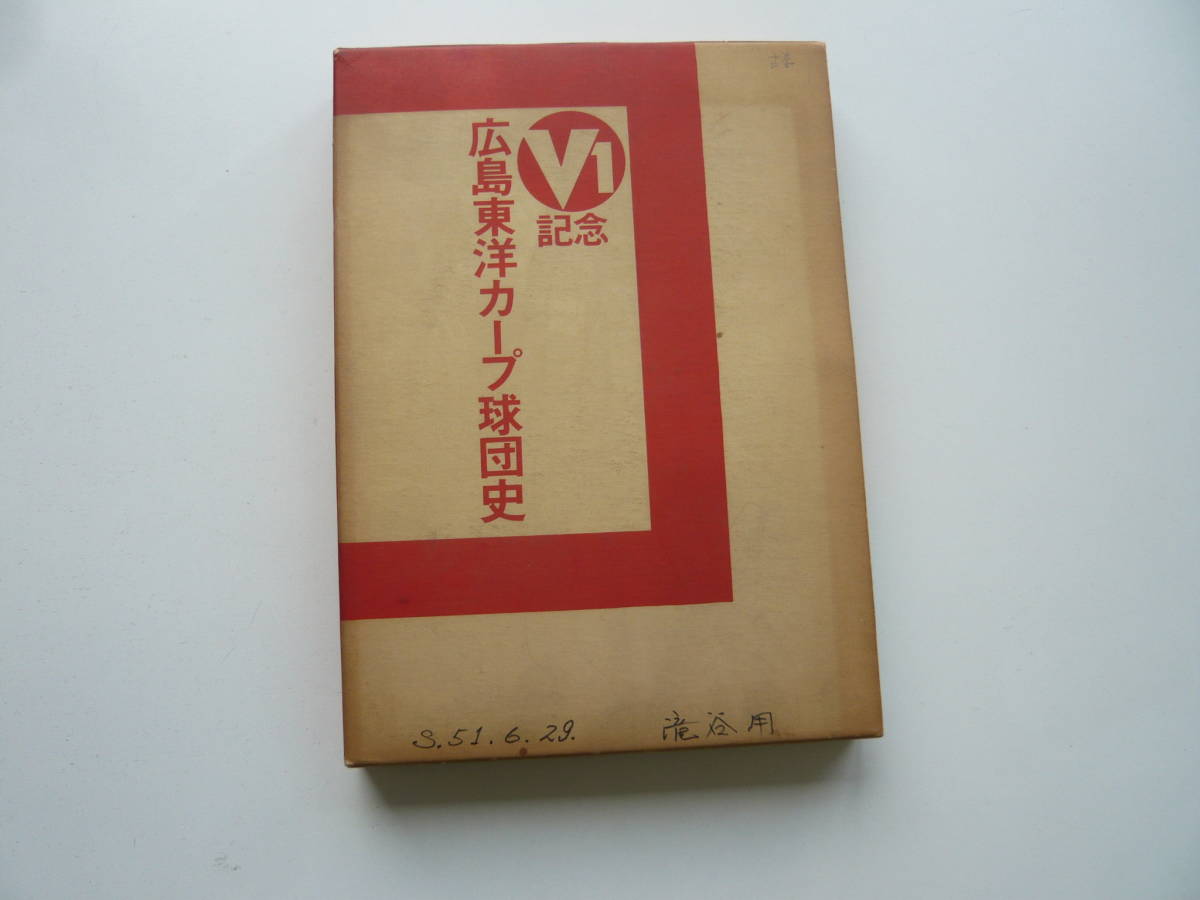 V1
記念
広島東洋カープ球団史
S.51.6.29.
滝谷用